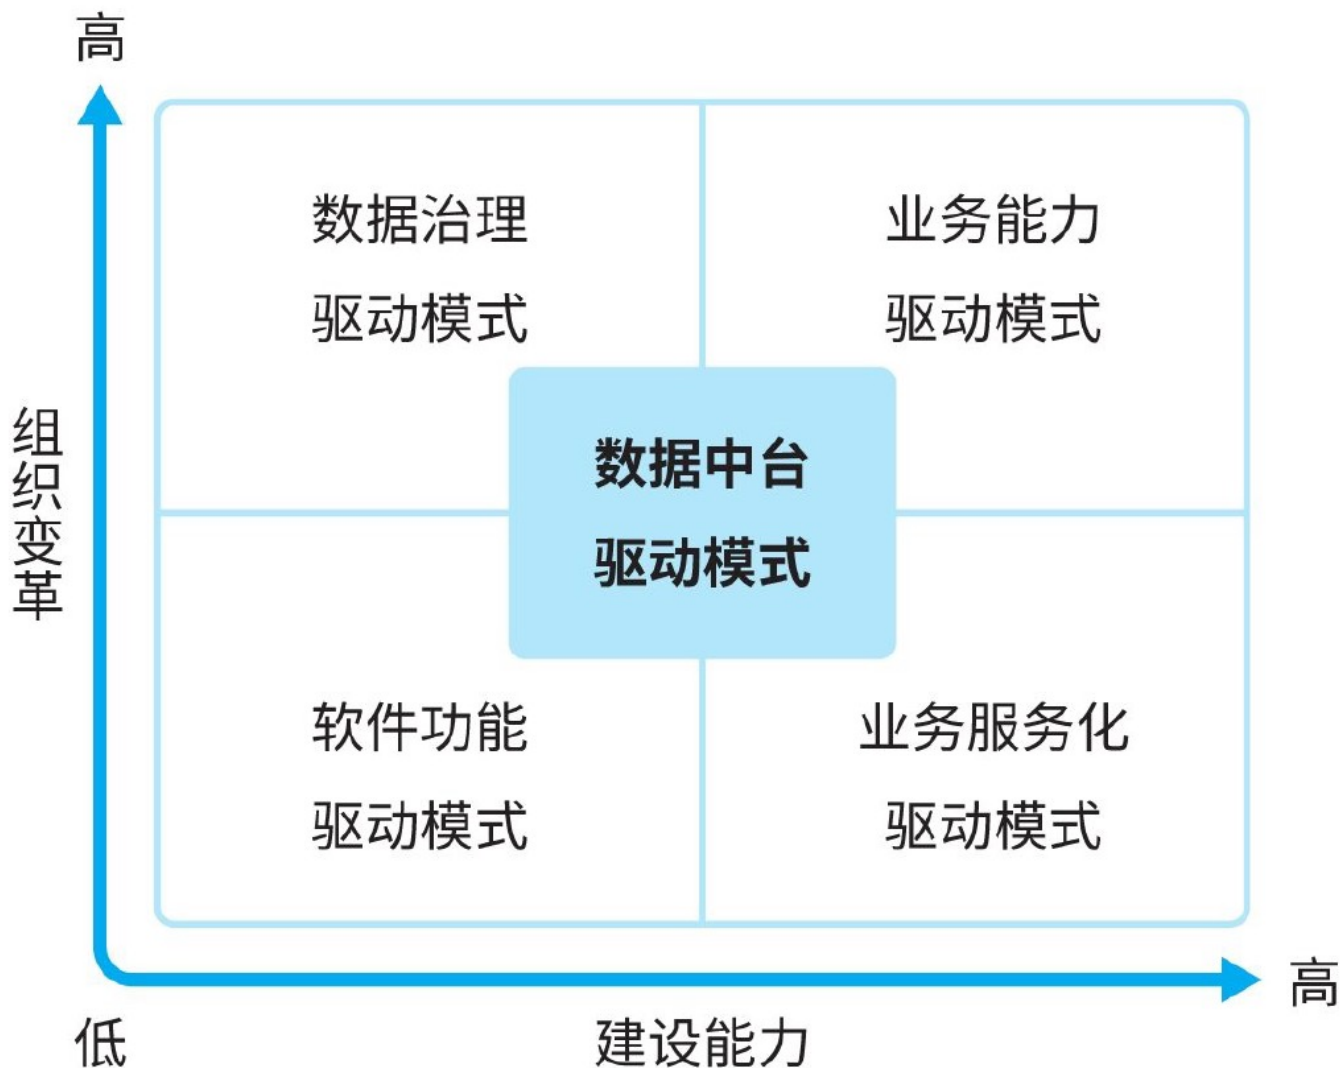 高
数据治理
驱动模式
业务能力
驱动模式
组织变革
数据中台
驱动模式
软件功能
驱动模式
业务服务化
驱动模式
高
低
建设能力